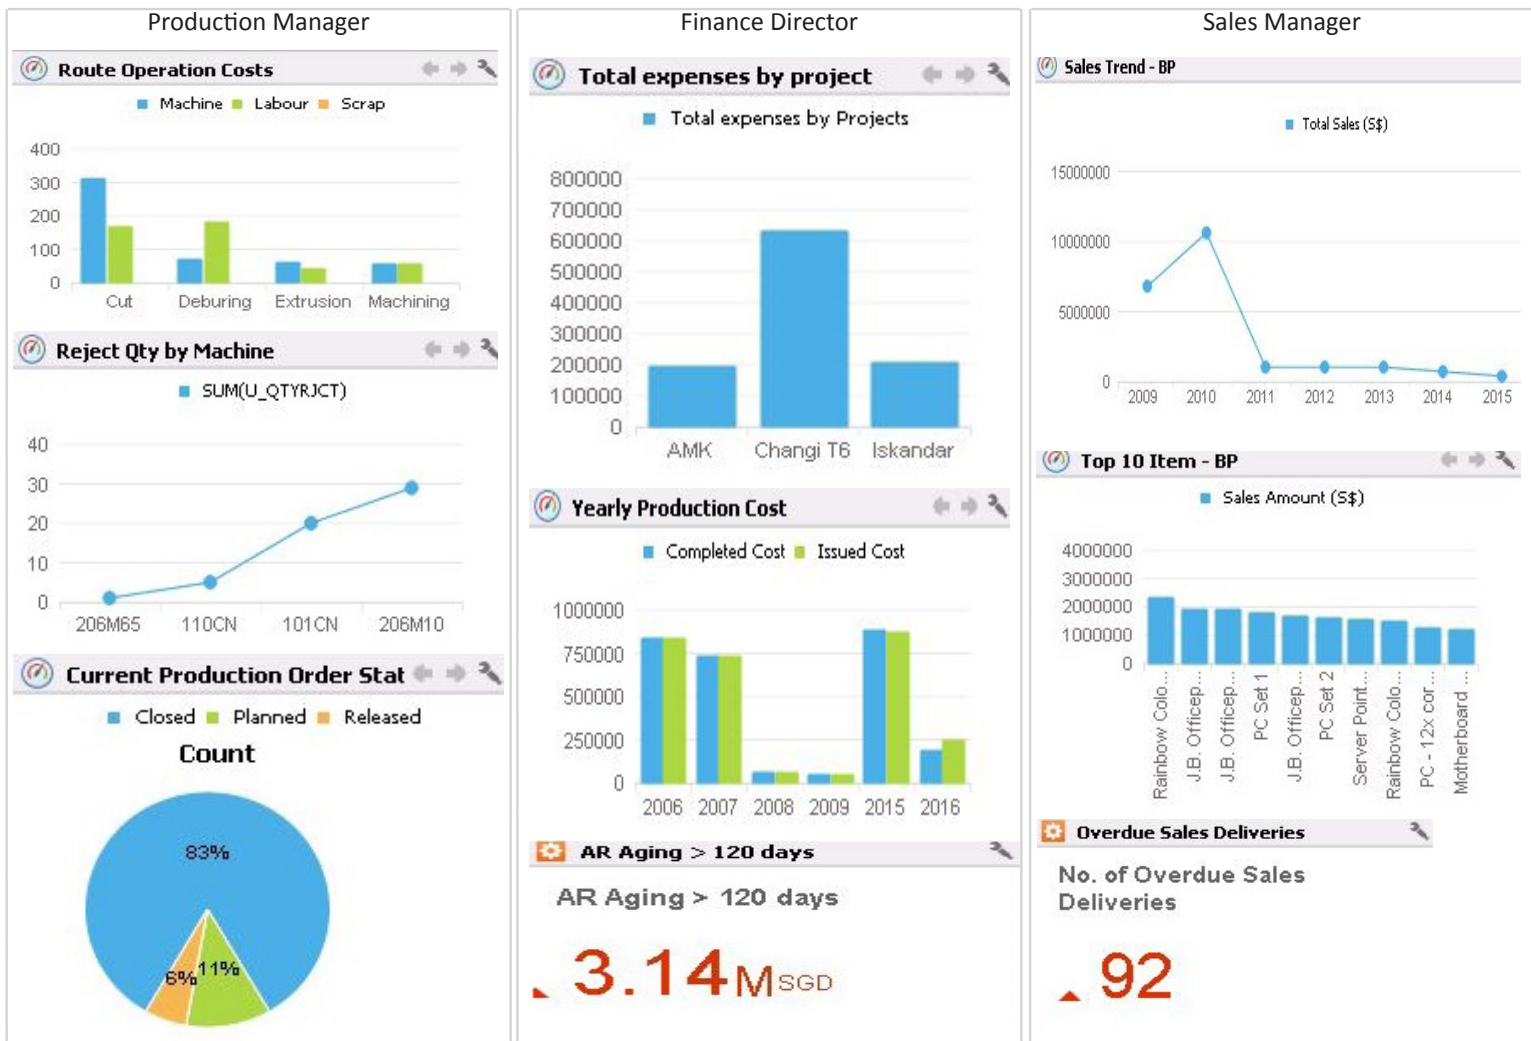 Production Manager
Route Operation Costs
Machine Labour Scrap
400
300
200
100
0
Cut Deburing Extrusion Machining
Reject Qty by Machine
SUM(U_QTYRJCT)
40
30
20
10
0
206M65 110CN 101CN 206M10
Current Production Order Stat
Closed Planned Released
Count
83%
6% 11%
Finance Director
Total expenses by project
Total expenses by Projects
800000
700000
600000
500000
400000
300000
200000
100000
0
AMK Changi T6 Iskandar
Yearly Production Cost
Completed Cost Issued Cost
1000000
750000
500000
250000
0
2006 2007 2008 2009 2015 2016
AR Aging > 120 days
AR Aging > 120 days
3.14 M SGD
Sales Manager
Sales Trend - BP
Total Sales (S$)
15000000
10000000
5000000
0
2009 2010 2011 2012 2013 2014 2015
Top 10 Item - BP
Sales Amount (S$)
4000000
3000000
2000000
1000000
0
Rainbow Colo...
J.B. Officep...
J.B. Officep...
PC Set 1
J.B. Officep...
PC Set 2
Server Point...
Rainbow Colo...
PC - 12x cor...
Motherboard ...
Overdue Sales Deliveries
No. of Overdue Sales
Deliveries
92